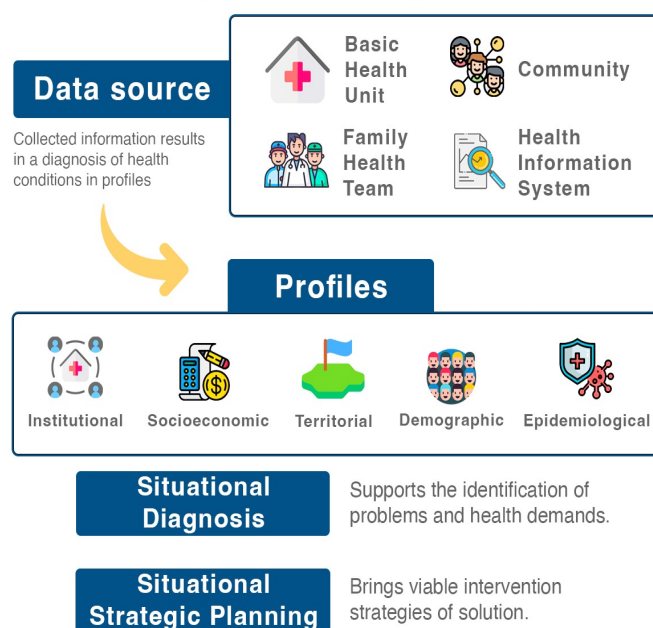 Data source
Collected information results
in a diagnosis of health
conditions in profiles
Basic
Health
Unit
Community
Family
Health
Team
Health
Information
System
Profiles
Institutional
Socioeconomic
Territorial
Demographic
Epidemiological
Situational
Diagnosis
Supports the identification of
problems and health demands.
Situational
Strategic Planning
Brings viable intervention
strategies of solution.